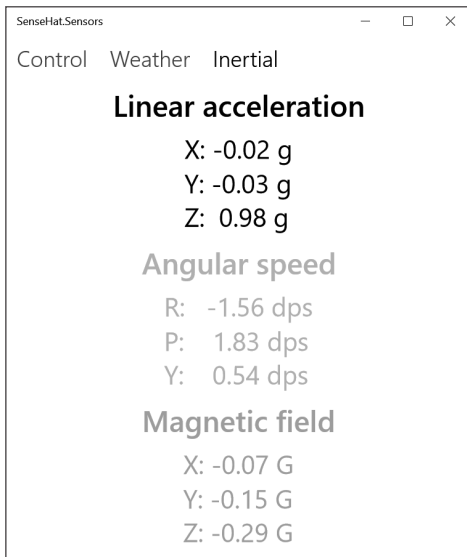 SenseHat.Sensors
Control Weather Inertial
Linear acceleration
X: -0.02 g
Y: -0.03 g
Z: 0.98 g
Angular speed
R: -1.56 dps
P: 1.83 dps
Y: 0.54 dps
Magnetic field
X: -0.07 G
Y: -0.15 G
Z: -0.29 G